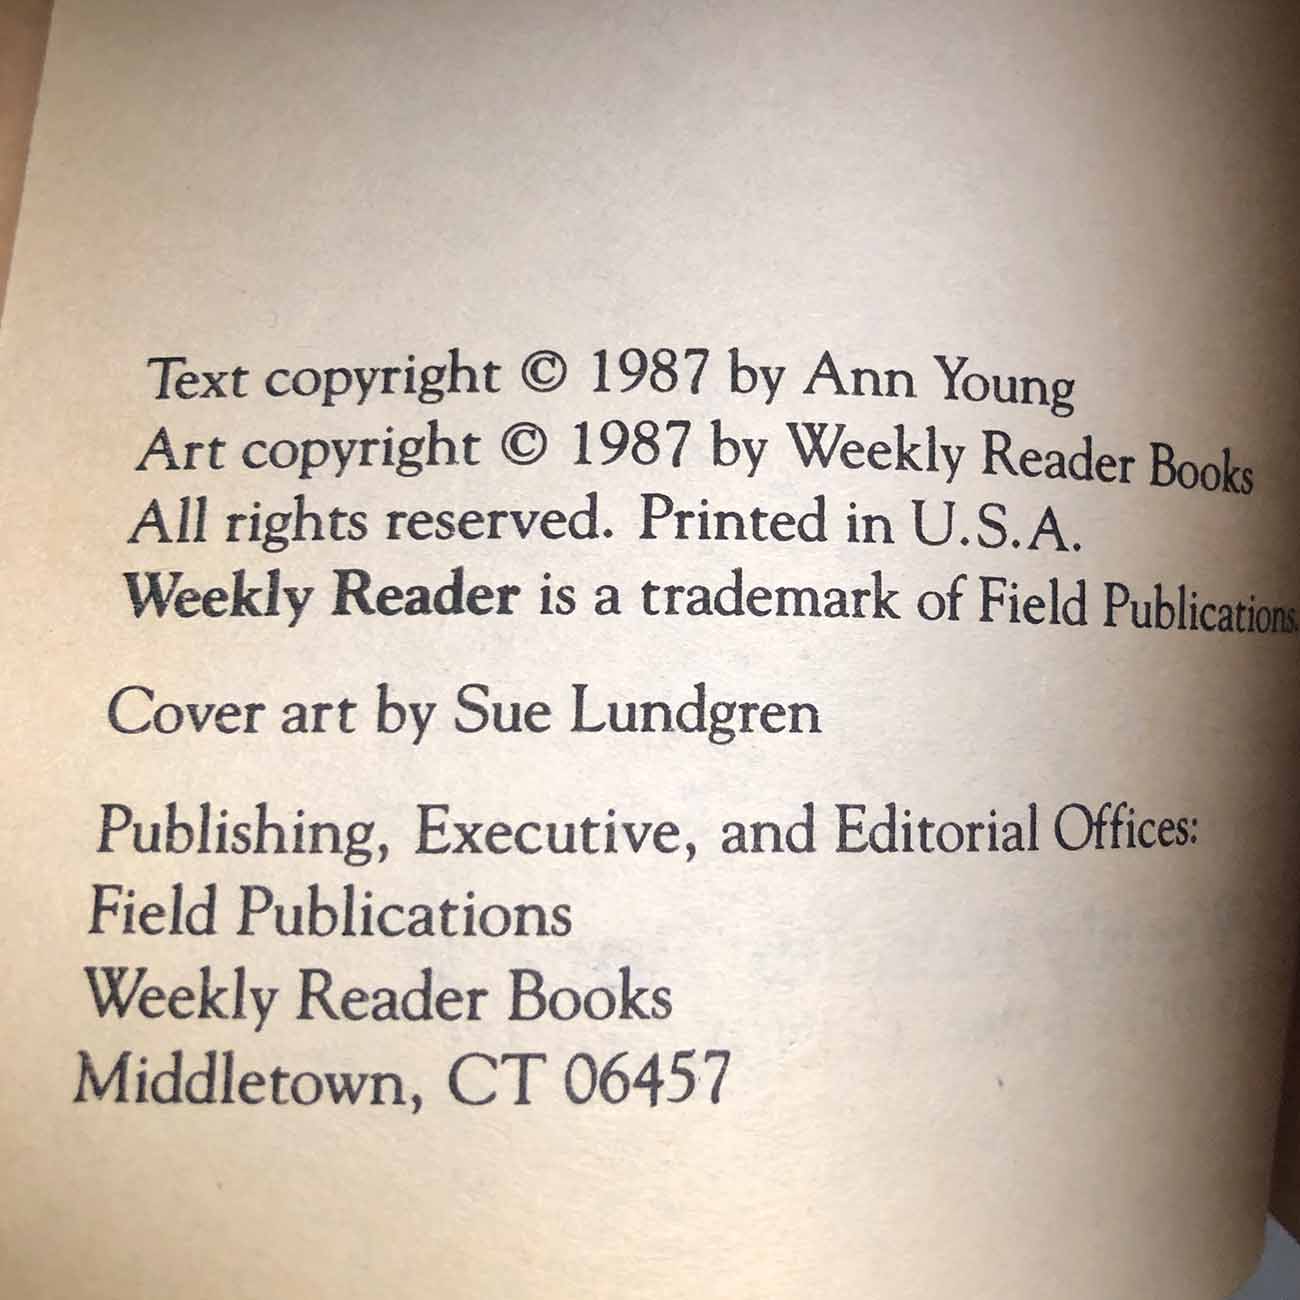 Text copyright © 1987 by Ann Young
Art copyright © 1987 by Weekly Reader Books
All rights reserved. Printed in U.S.A.
Weekly Reader is a trademark of Field Publications.
Cover art by Sue Lundgren
Publishing, Executive, and Editorial Offices:
Field Publications
Weekly Reader Books
Middletown, CT 06457